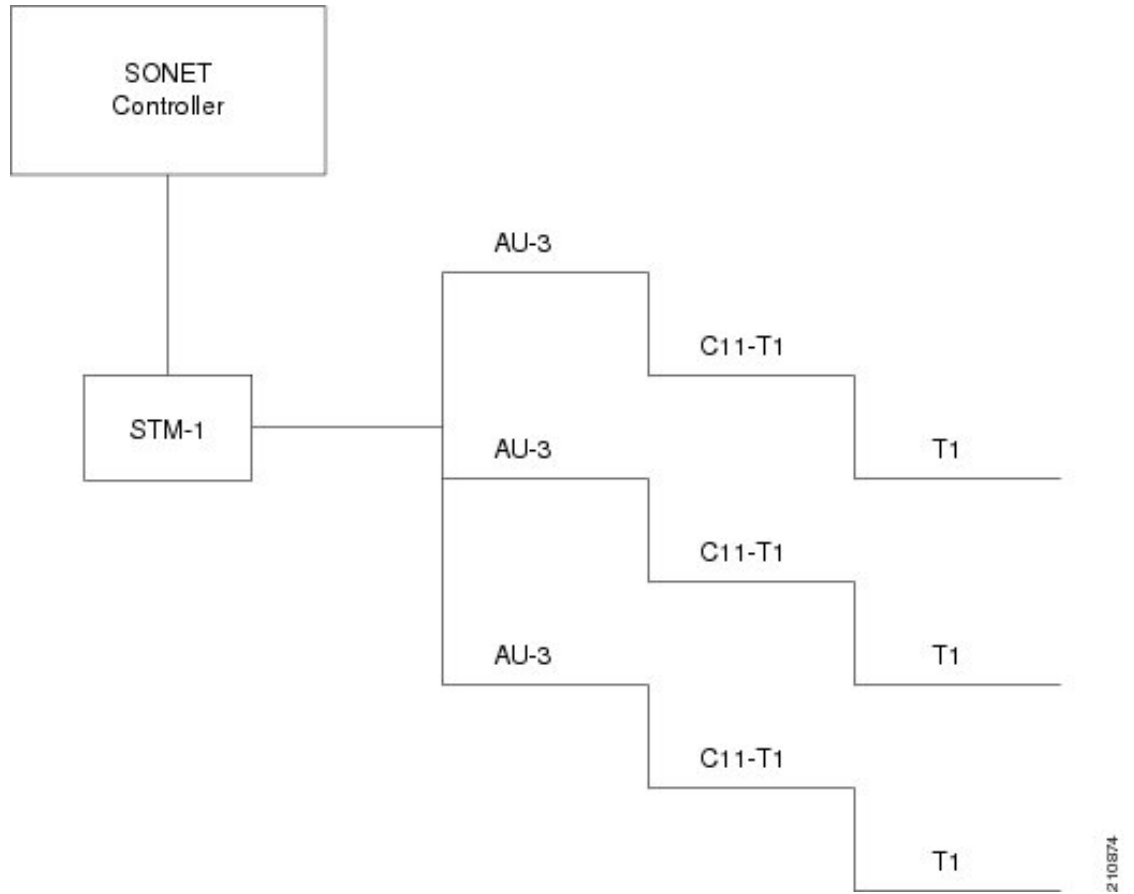 SONET
Controller
AU-3
C11-T1
STM-1
AU-3
T1
C11-T1
AU-3
T1
C11-T1
T1
210874